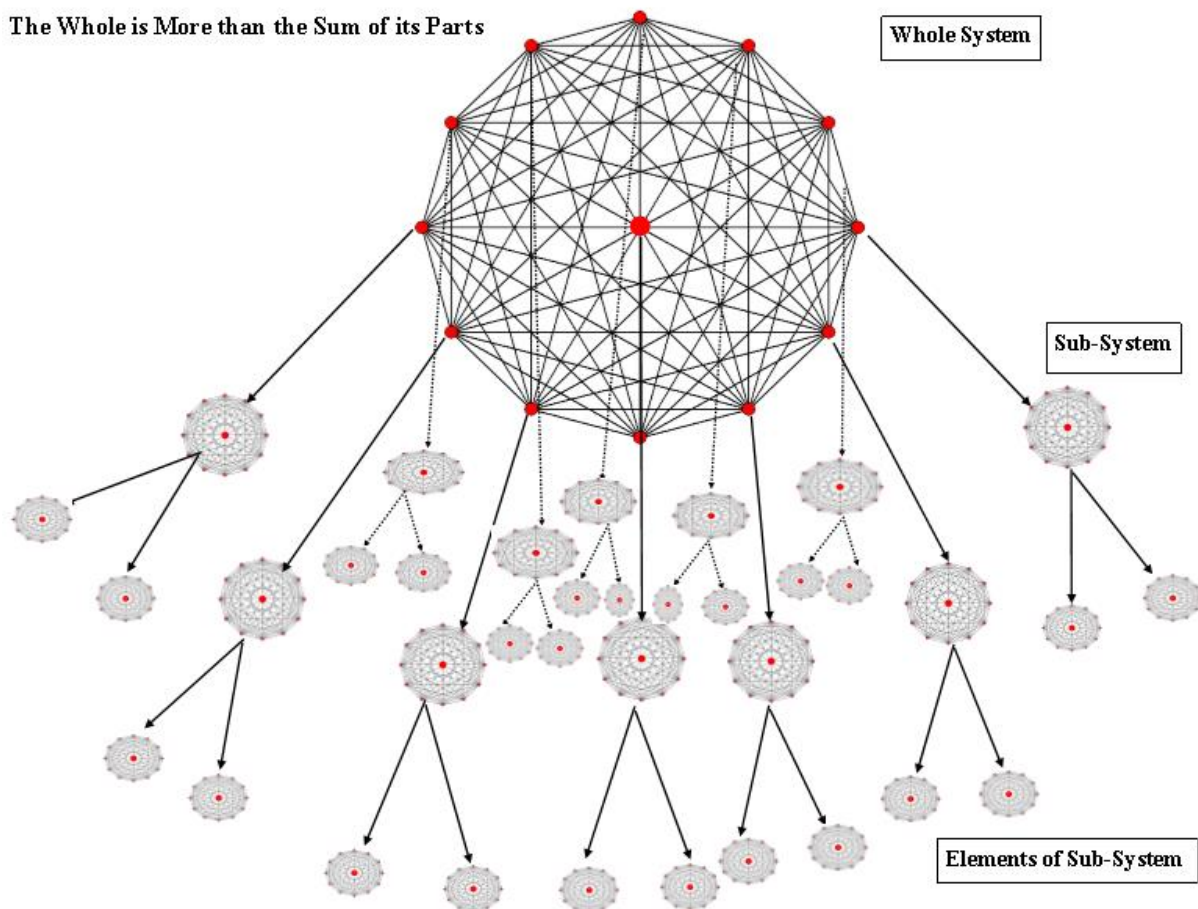 The Whole is More than the Sum of its Parts
Whole System
Sub-System
Elements of Sub-System